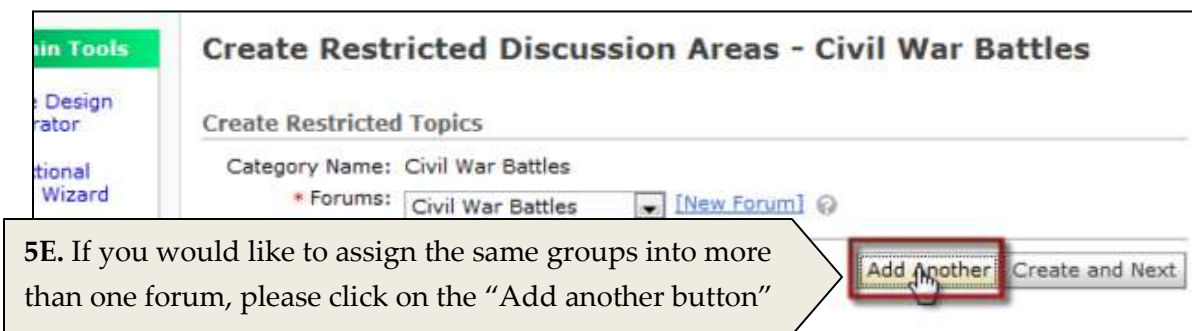 ain Tools
Create Restricted Discussion Areas - Civil War Battles
Design
rator
Create Restricted Topics
tional
Wizard
Category Name: Civil War Battles
* Forums: Civil War Battles [New Forum]
5E. If you would like to assign the same groups into more
than one forum, please click on the “Add another button”
Add Another Create and Next